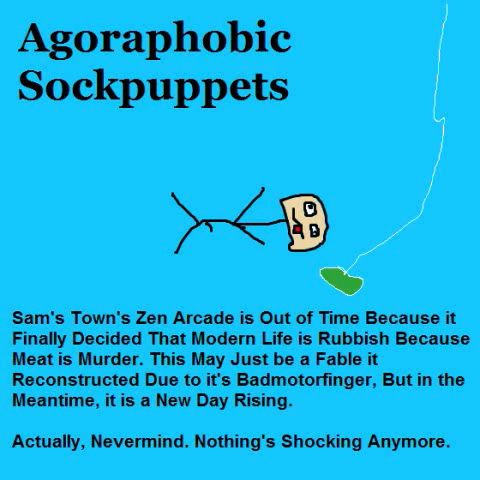 Agoraphobic
Sockpuppets
Sam's Town's Zen Arcade is Out of Time Because it
Finally Decided That Modern Life is Rubbish Because
Meat is Murder. This May Just be a Fable it
Reconstructed Due to it's Badmotorfinger, But in the
Meantime, it is a New Day Rising.
Actually, Nevermind. Nothing's Shocking Anymore.